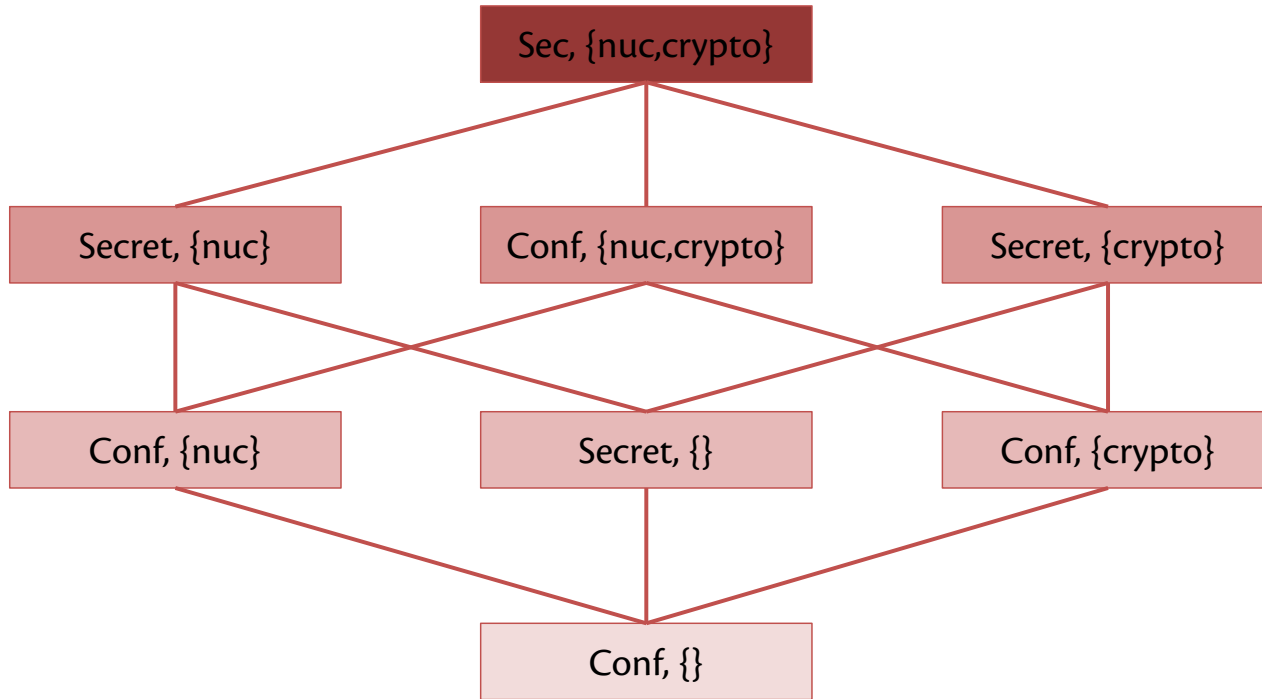 Sec, {nuc,crypto}
Secret, {nuc}
Conf, {nuc,crypto}
Secret, {crypto}
Conf, {nuc}
Secret, {}
Conf, {crypto}
Conf, {}